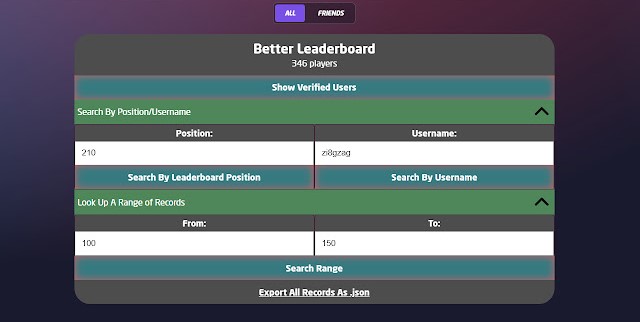 ALL FRIENDS
Better Leaderboard
346 players
Show Verified Users
Search By Position/Username
Position: Username:
210 zi8gzag
Search By Leaderboard Position Search By Username
Look Up A Range of Records
From: To:
100 150
Search Range
Export All Records As .json